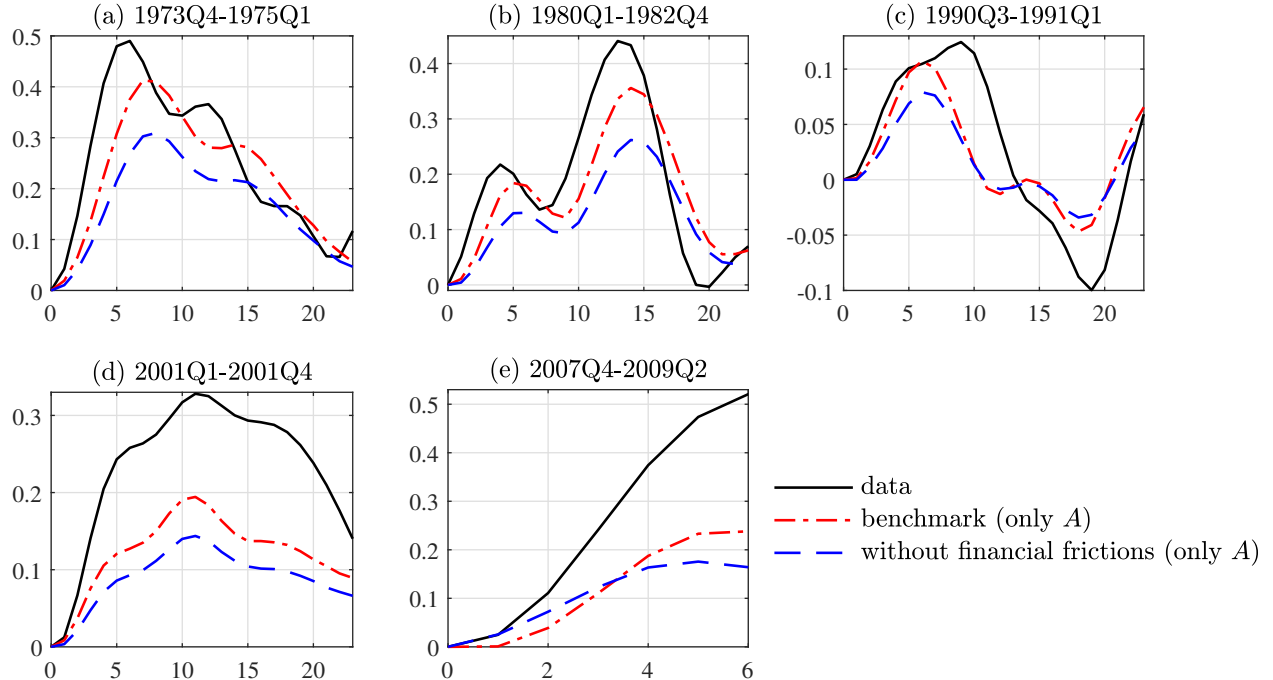 (a) 1973Q4-1975Q1
(b) 1980Q1-1982Q4
(c) 1990Q3-1991Q1
0.5
0.4
0.3
0.2
0.1
0
0 5 10 15 20
0.4
0.3
0.2
0.1
0
0 5 10 15 20
0.1
0.05
0
-0.05
-0.1
0 5 10 15 20
(d) 2001Q1-2001Q4
(e) 2007Q4-2009Q2
0.3
0.2
0.1
0
0 5 10 15 20
0.5
0.4
0.3
0.2
0.1
0
0 2 4 6
data
benchmark (only A)
without financial frictions (only A)